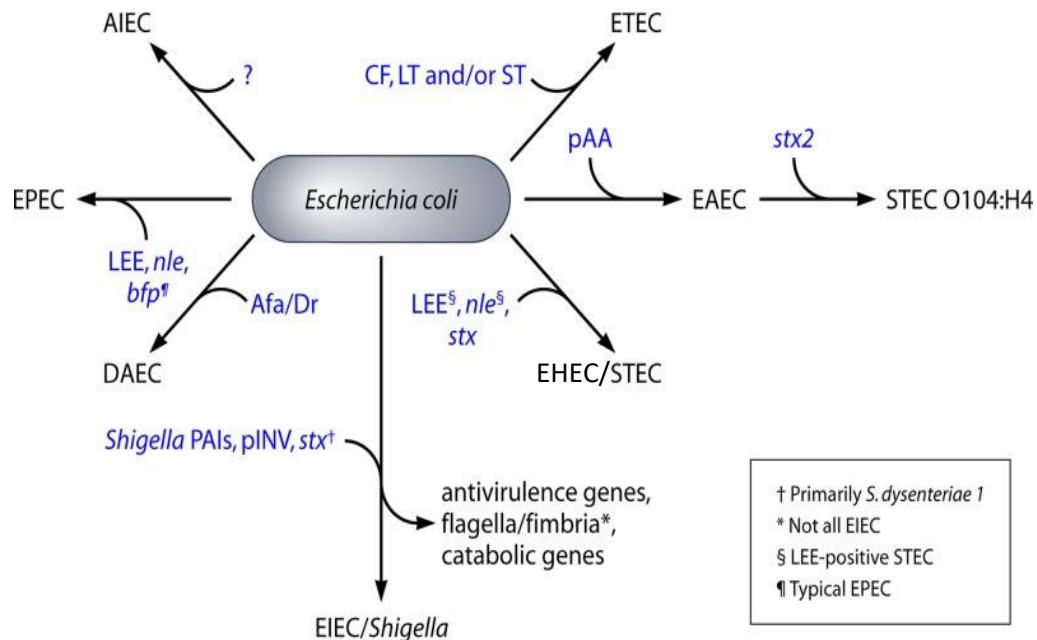 AIEC
ETEC
?
CF, LT and/or ST
pAA
stx2
EPEC
Escherichia coli
EAEC
STEC O104:H4
LEE, nle,
bfp¶
Afa/Dr
LEE§, nle§,
stx
DAEC
EHEC/STEC
Shigella PAIs, pINV, stx†
antivirulence genes,
flagella/fimbria*,
catabolic genes
EIEC/Shigella
† Primarily S. dysenteriae 1
* Not all EIEC
§ LEE-positive STEC
¶ Typical EPEC